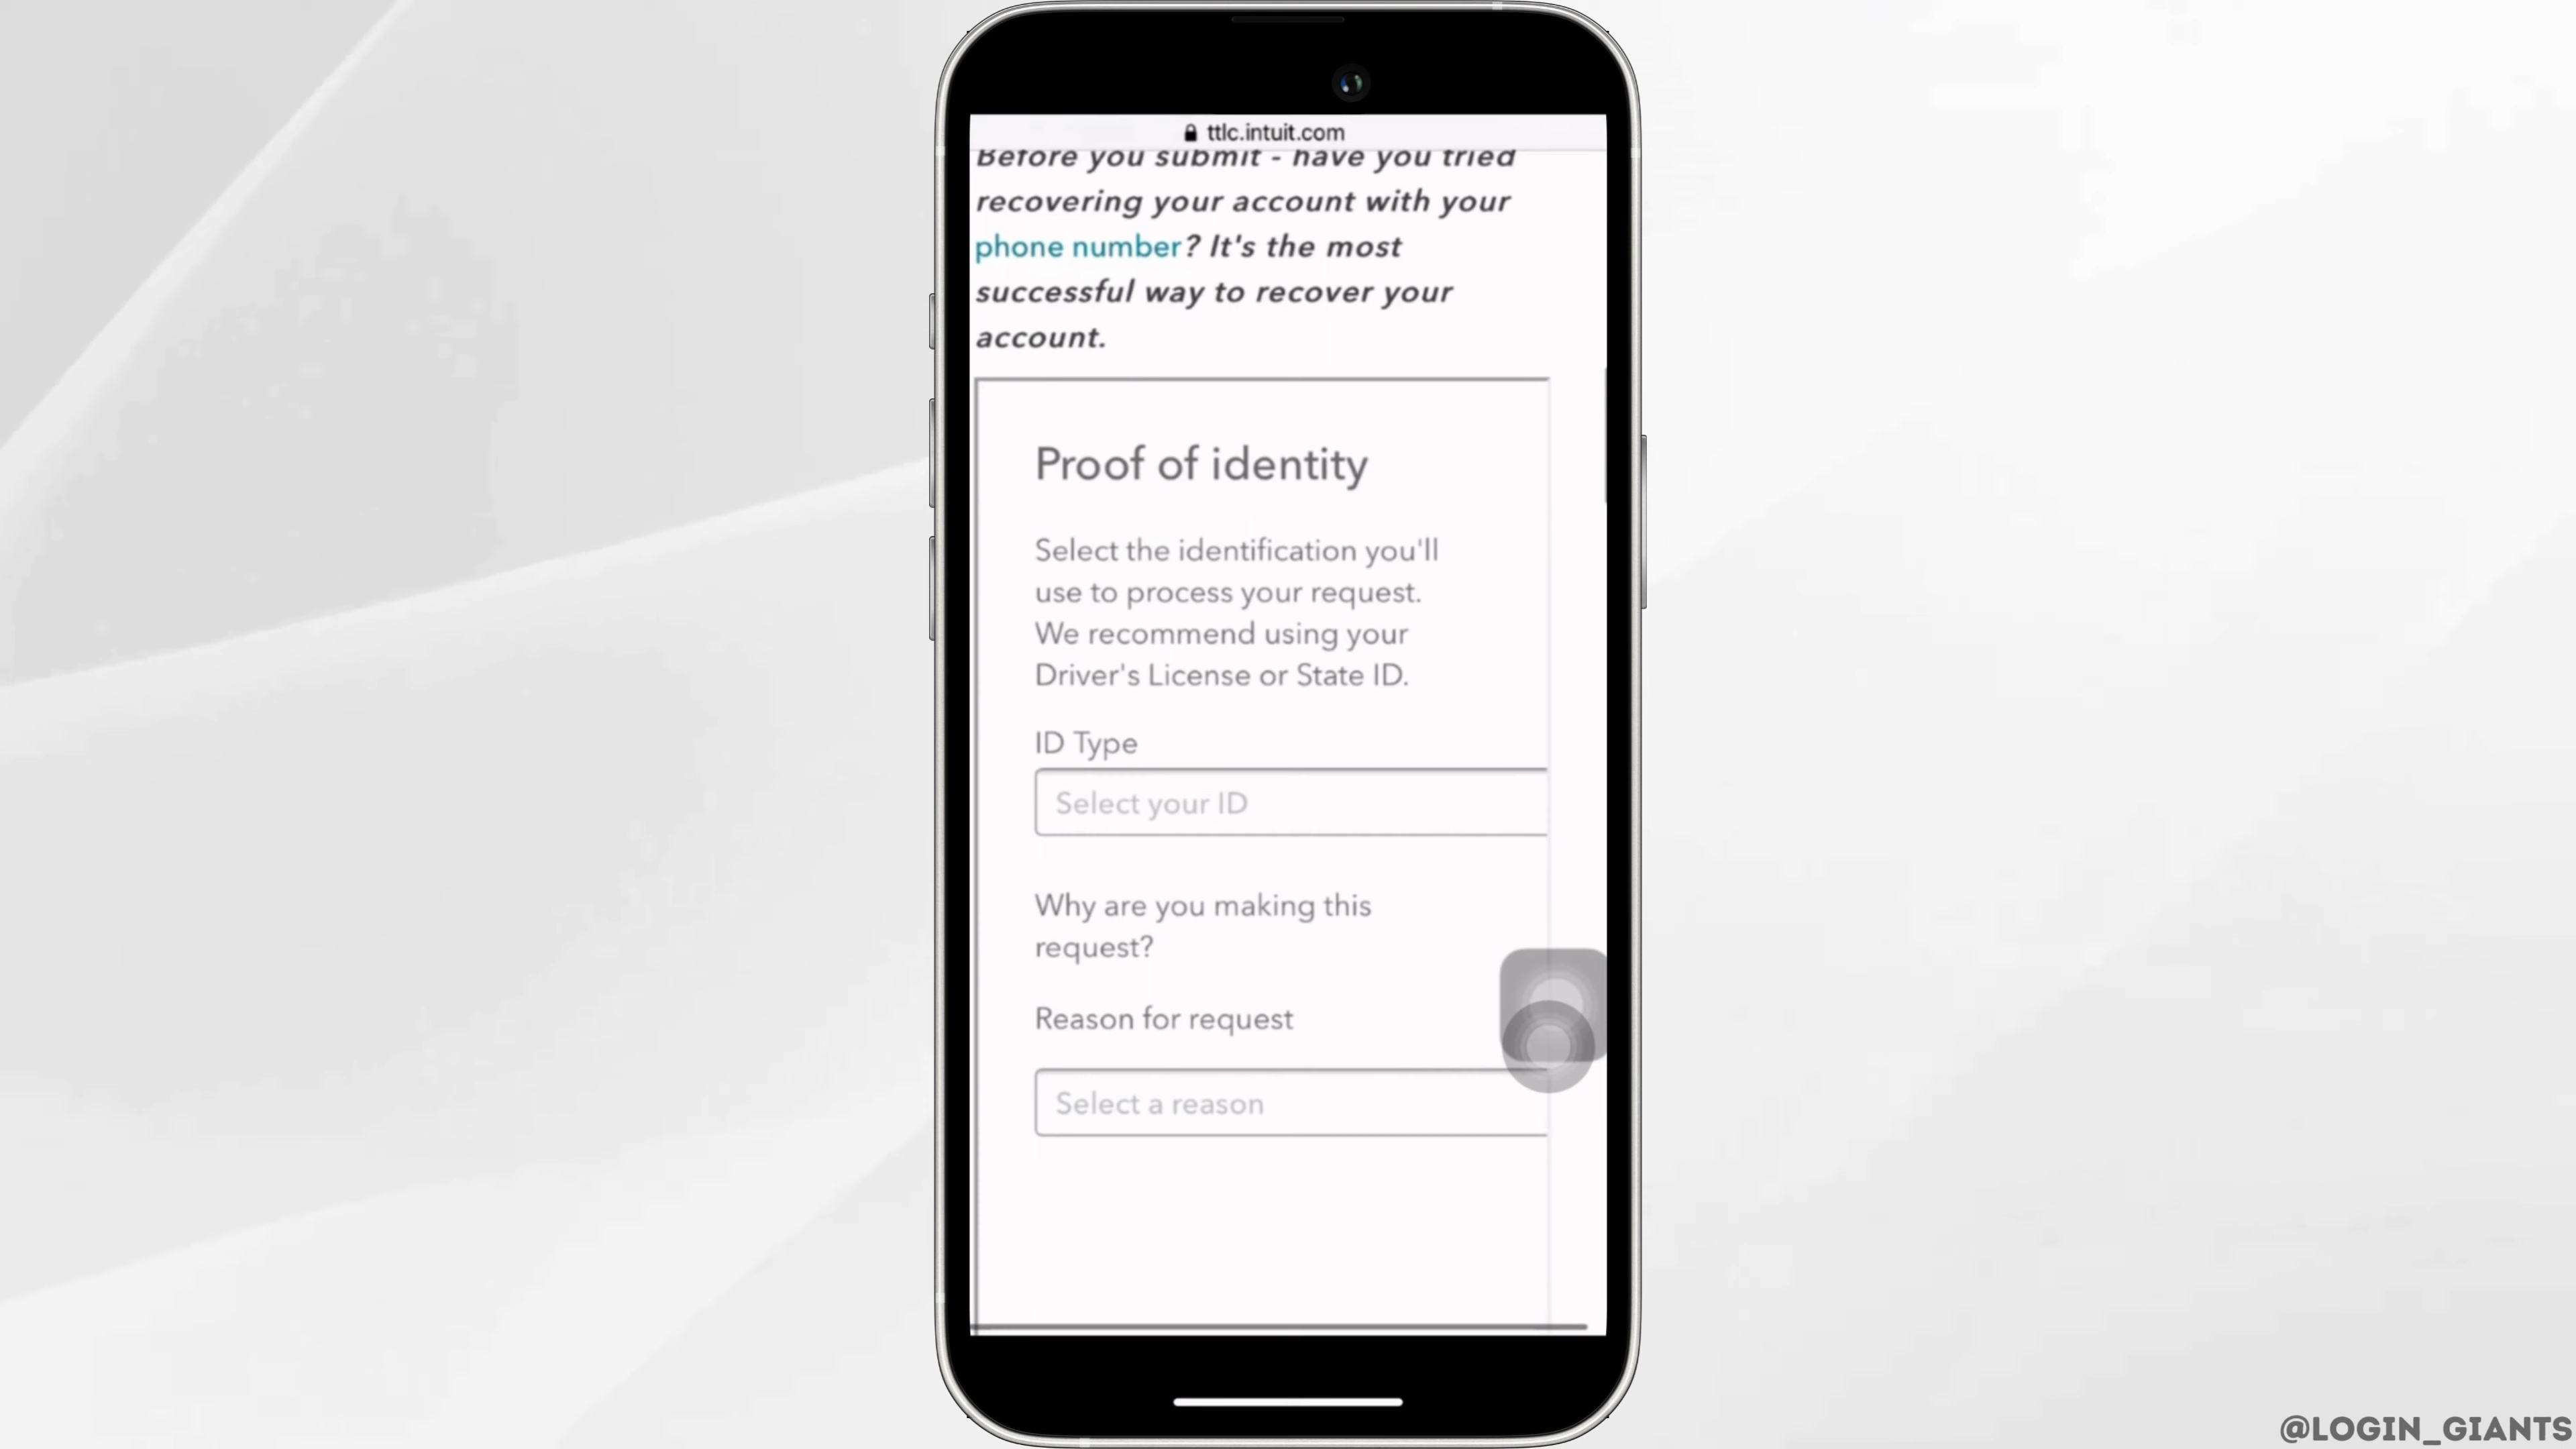 ttlc.intuit.com
Before you submit - have you tried
recovering your account with your
phone number? It's the most
successful way to recover your
account.
Proof of identity
Select the identification you'll
use to process your request.
We recommend using your
Driver's License or State ID.
ID Type
Select your ID
Why are you making this
request?
Reason for request
Select a reason
@LOGIN_GIANTS